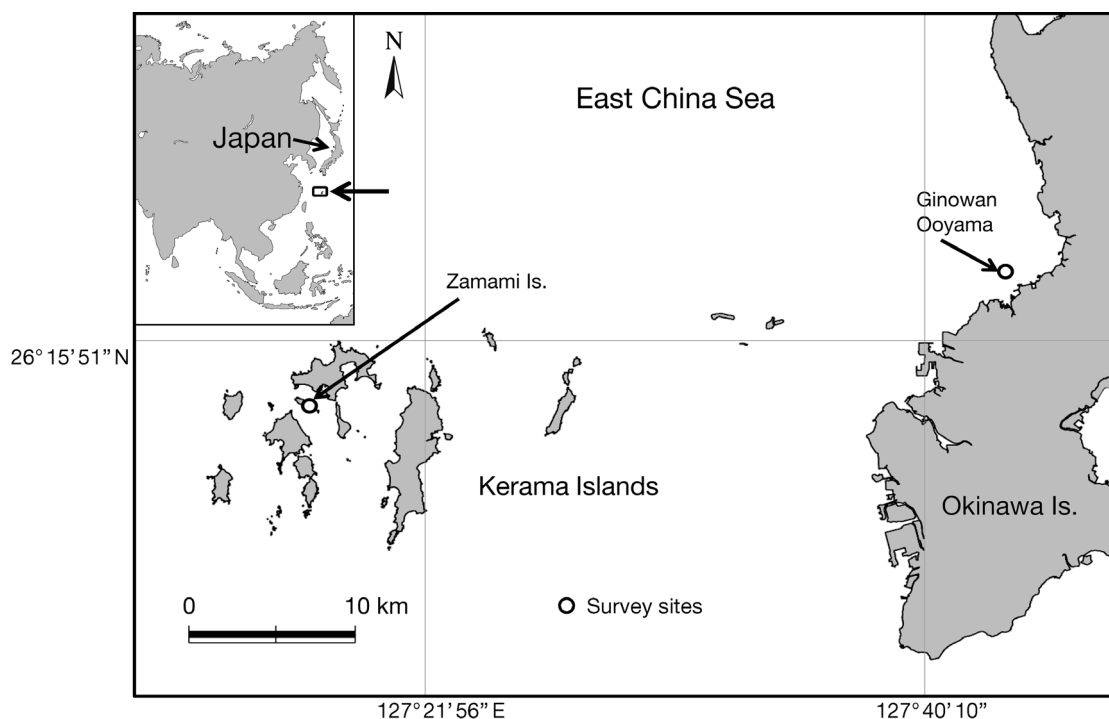 N
East China Sea
Japan
Ginowan
Ooyama
Zamami Is.
26°15’51”N
Kerama Islands
Okinawa Is.
0 10 km
Survey sites
127°21’56”E
127°40’10”